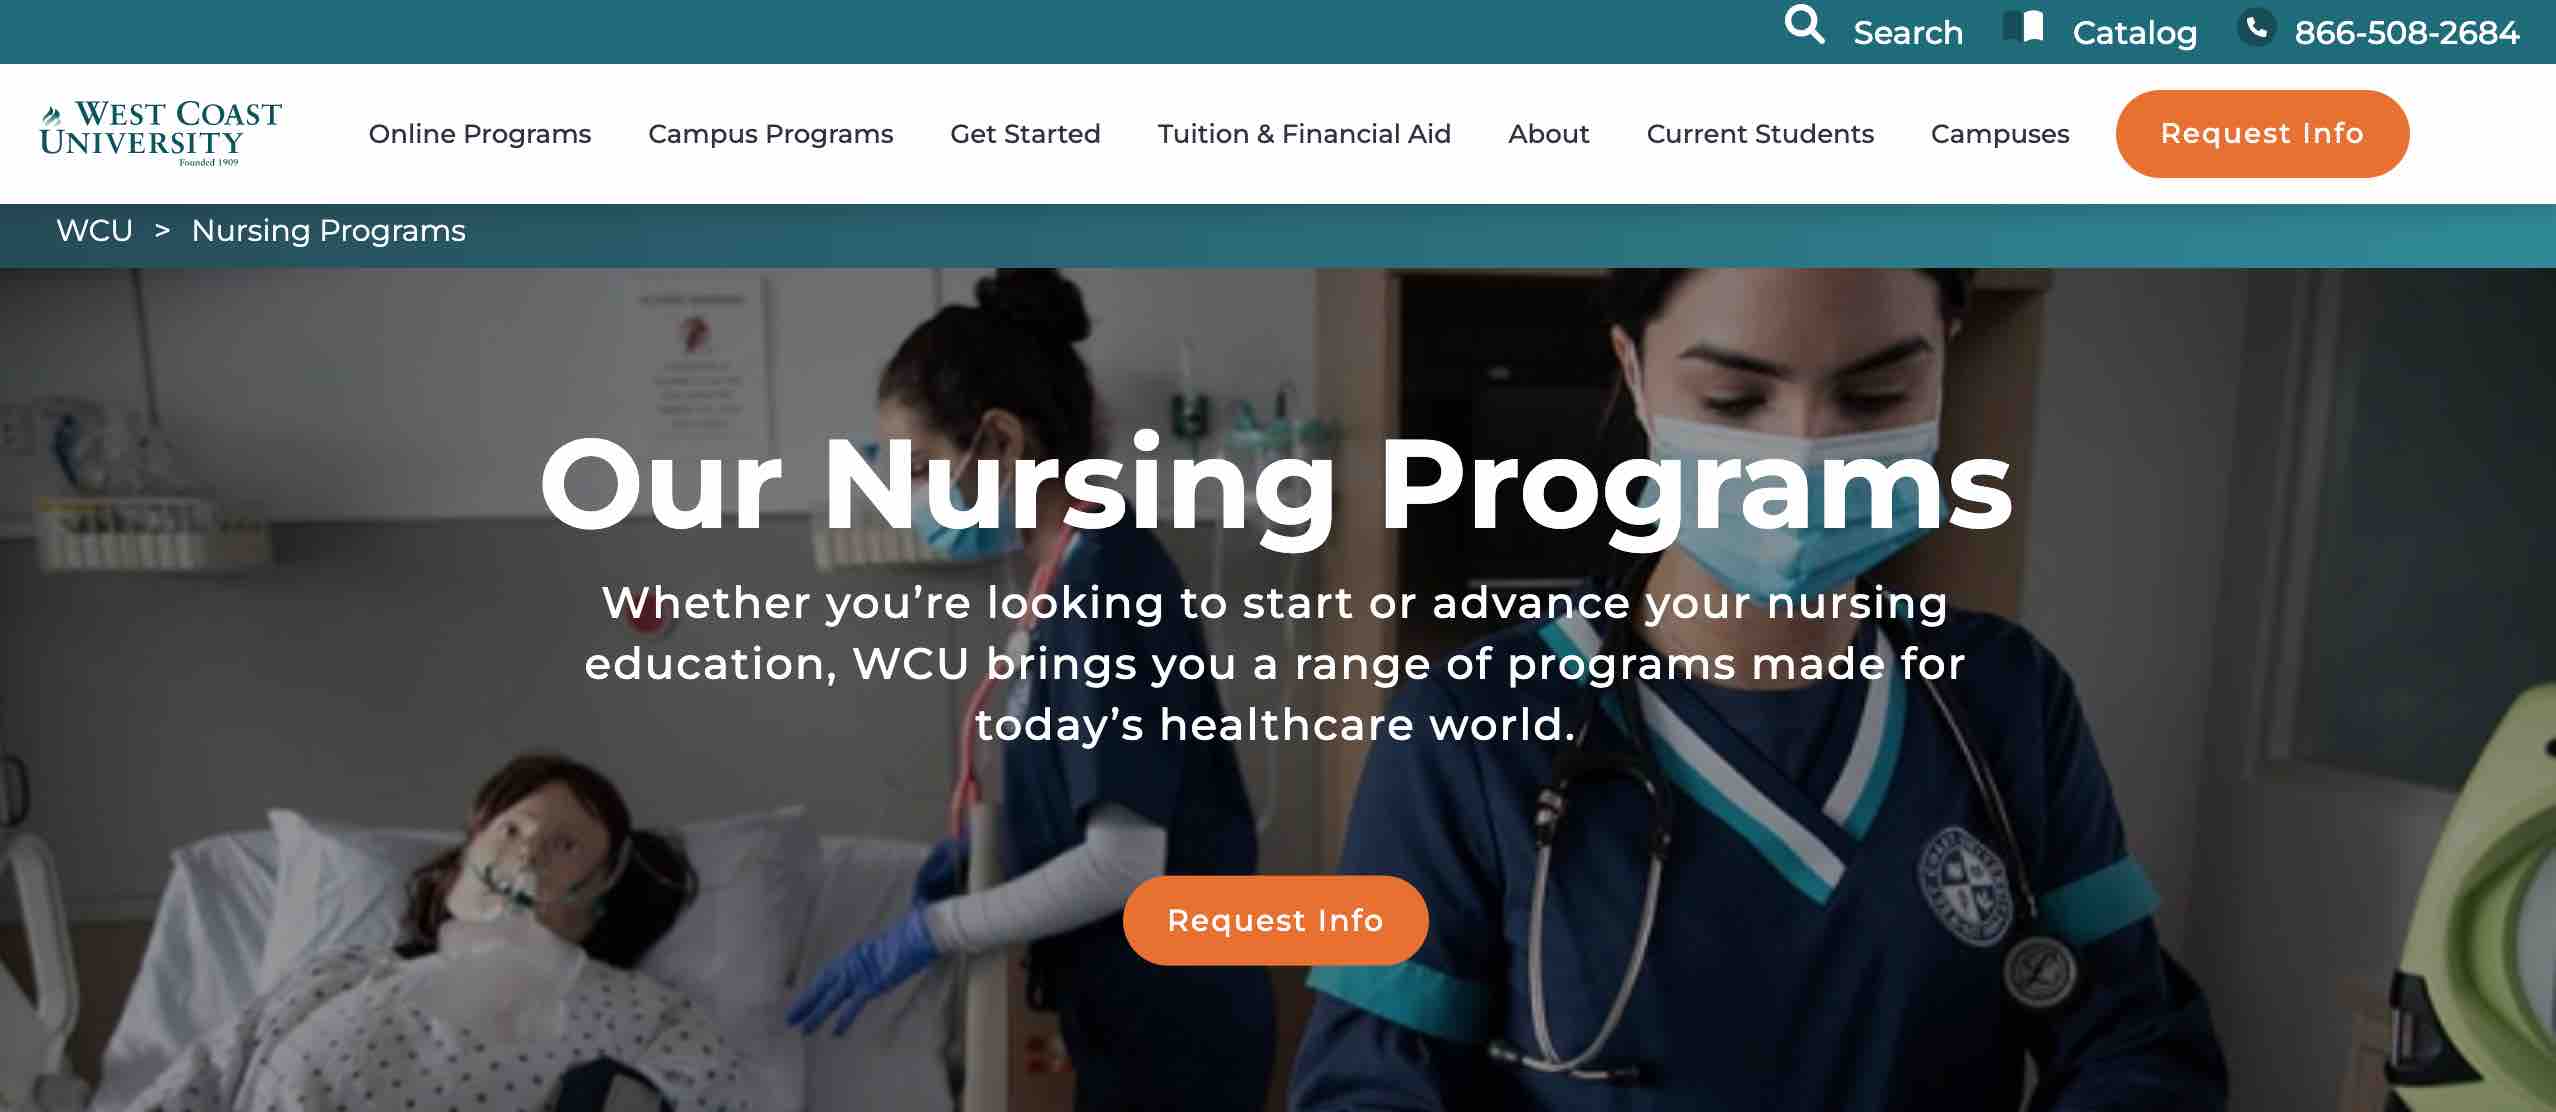 Search Catalog 866-508-2684
WEST COAST
UNIVERSITY
Founded 1909
Online Programs Campus Programs Get Started Tuition & Financial Aid About Current Students Campuses Request Info
WCU > Nursing Programs
Our Nursing Programs
Whether you’re looking to start or advance your nursing
education, WCU brings you a range of programs made for
today’s healthcare world.
Request Info